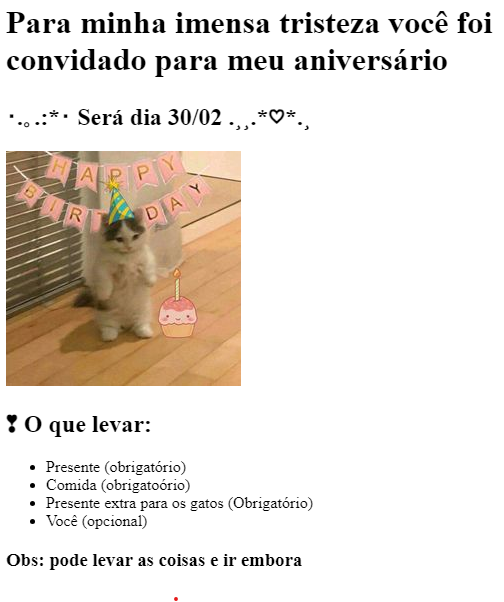 Para minha imensa tristeza você foi
convidado para meu aniversário
･.｡.:*･ Será dia 30/02 .¸¸.*♡*.¸
HAPPY
BIRTHDAY
❣ O que levar:
• Presente (obrigatório)
• Comida (obrigatoório)
• Presente extra para os gatos (Obrigatório)
• Você (opcional)
Obs: pode levar as coisas e ir embora